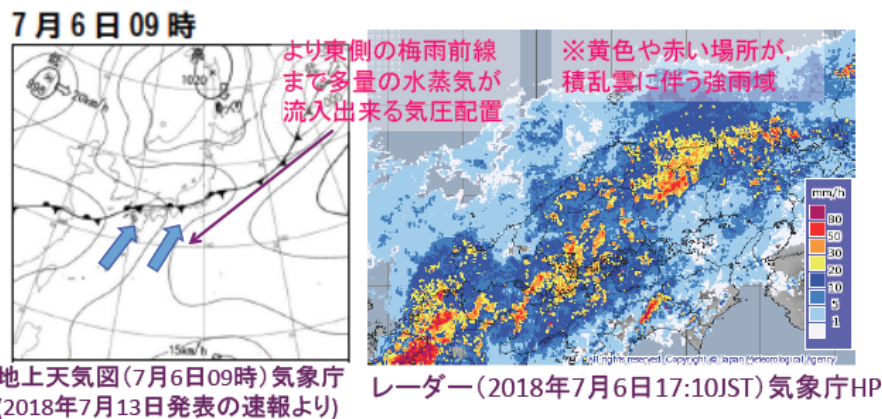 7月6日09時
より東側の梅雨前線
まで多量の水蒸気が
流入出来る気圧配置
※黄色や赤い場所が、
積乱雲に伴う強雨域
高
1020
20km/h
15km/h
mm/h
80
50
30
20
10
5
1
All rights reserved. Copyright © Japan Meteorological Agency
地上天気図(7月6日09時)気象庁
(2018年7月13日発表の速報より)
レーダー(2018年7月6日17:10JST)気象庁HP